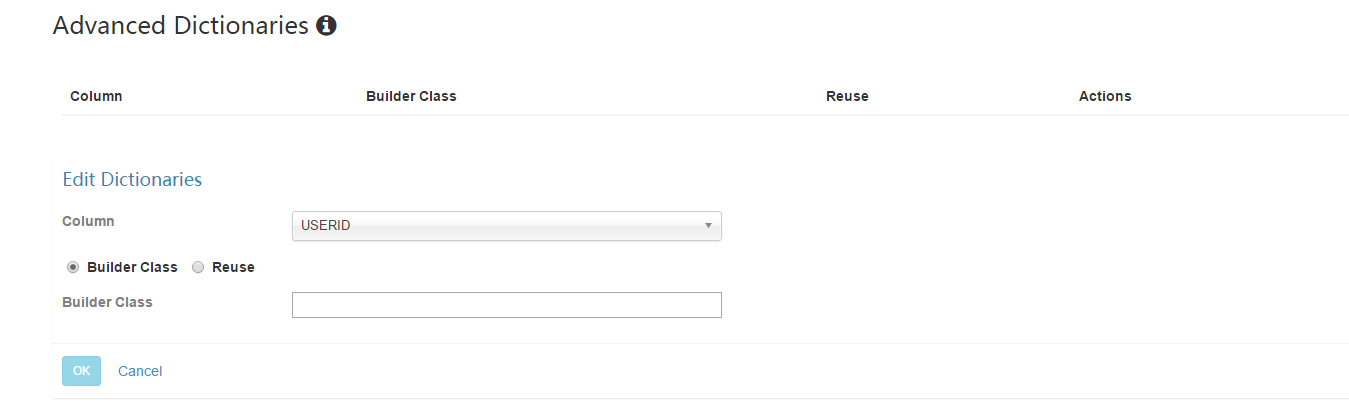 Advanced Dictionaries
Column Builder Class Reuse Actions
Edit Dictionaries
Column USERID
Builder Class Reuse
Builder Class
OK Cancel